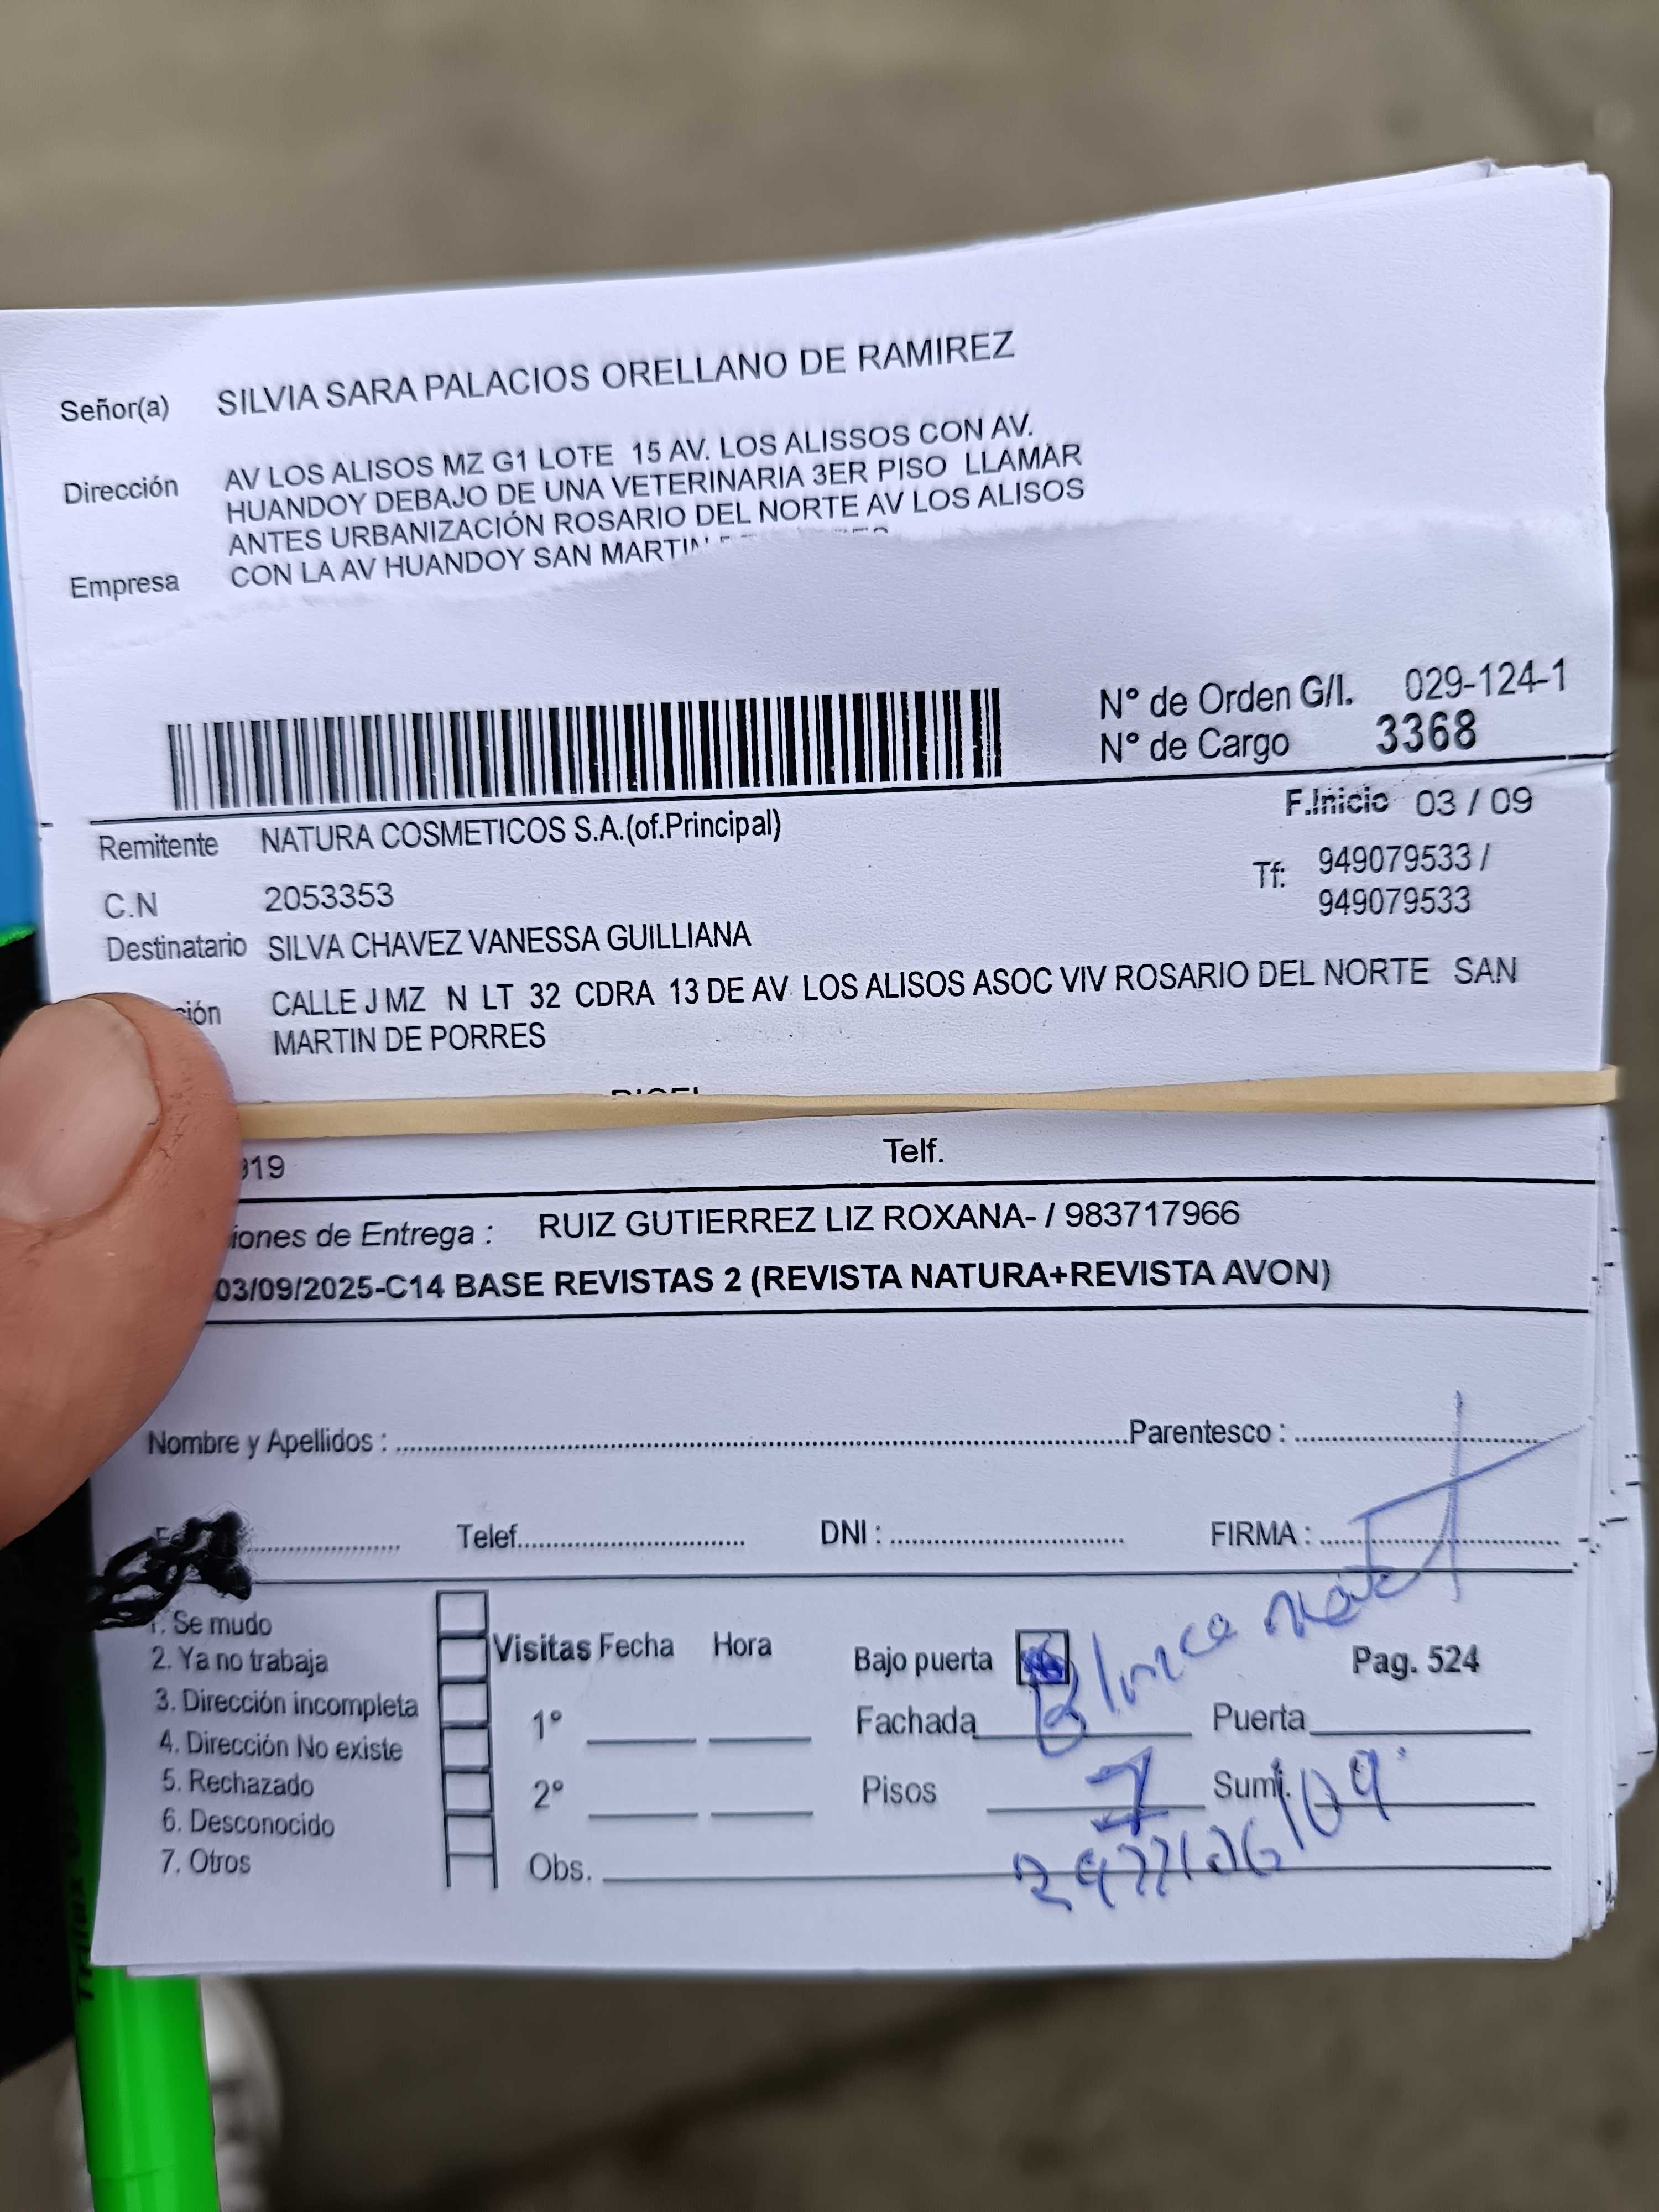 Señor(a) SILVIA SARA PALACIOS ORELLANO DE RAMIREZ
Dirección AV LOS ALISOS MZ G1 LOTE 15 AV. LOS ALISSOS CON AV.
HUANDOY DEBAJO DE UNA VETERINARIA 3ER PISO LLAMAR
ANTES URBANIZACIÓN ROSARIO DEL NORTE AV LOS ALISOS
Empresa CON LA AV HUANDOY SAN MARTIN
N° de Orden G/I. 029-124-1
N° de Cargo 3368
F.Inicio 03 / 09
Remitente NATURA COSMETICOS S.A.(of.Principal)
Tf: 949079533 /
949079533
C.N 2053353
Destinatario SILVA CHAVEZ VANESSA GUILLIANA
ción CALLE J MZ N LT 32 CDRA 13 DE AV LOS ALISOS ASOC VIV ROSARIO DEL NORTE SAN
MARTIN DE PORRES
919 Telf.
iones de Entrega : RUIZ GUTIERREZ LIZ ROXANA- / 983717966
03/09/2025-C14 BASE REVISTAS 2 (REVISTA NATURA+REVISTA AVON)
Nombre y Apellidos : Parentesco :
Telef. DNI : FIRMA :
1. Se mudo
2. Ya no trabaja
3. Dirección incompleta
4. Dirección No existe
5. Rechazado
6. Desconocido
7. Otros
Visitas Fecha Hora
1°
2°
Obs.
Bajo puerta Pag. 524
Fachada Blanca Puerta
Pisos 1 Sumi.